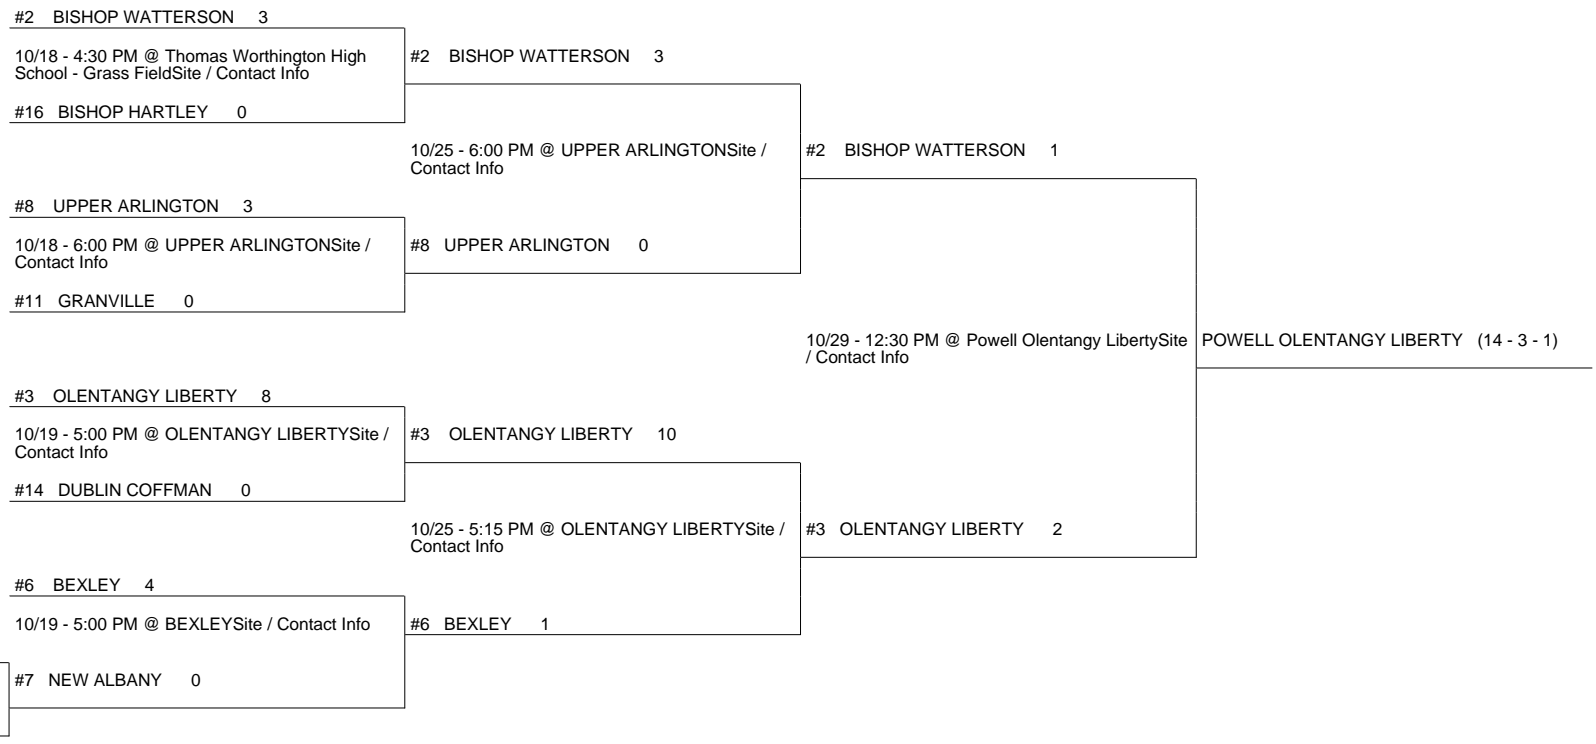 #2 BISHOP WATTERSON 3
10/18 - 4:30 PM @ Thomas Worthington High
School - Grass FieldSite / Contact Info
#16 BISHOP HARTLEY 0
#2 BISHOP WATTERSON 3
10/25 - 6:00 PM @ UPPER ARLINGTONSite /
Contact Info
#8 UPPER ARLINGTON 3
10/18 - 6:00 PM @ UPPER ARLINGTONSite /
Contact Info
#11 GRANVILLE 0
#8 UPPER ARLINGTON 0
#2 BISHOP WATTERSON 1
10/29 - 12:30 PM @ Powell Olentangy LibertySite
/ Contact Info
POWELL OLENTANGY LIBERTY (14 - 3 - 1)
#3 OLENTANGY LIBERTY 8
10/19 - 5:00 PM @ OLENTANGY LIBERTYSite /
Contact Info
#14 DUBLIN COFFMAN 0
#3 OLENTANGY LIBERTY 10
10/25 - 5:15 PM @ OLENTANGY LIBERTYSite /
Contact Info
#3 OLENTANGY LIBERTY 2
#6 BEXLEY 4
10/19 - 5:00 PM @ BEXLEYSite / Contact Info
#6 BEXLEY 1
#7 NEW ALBANY 0